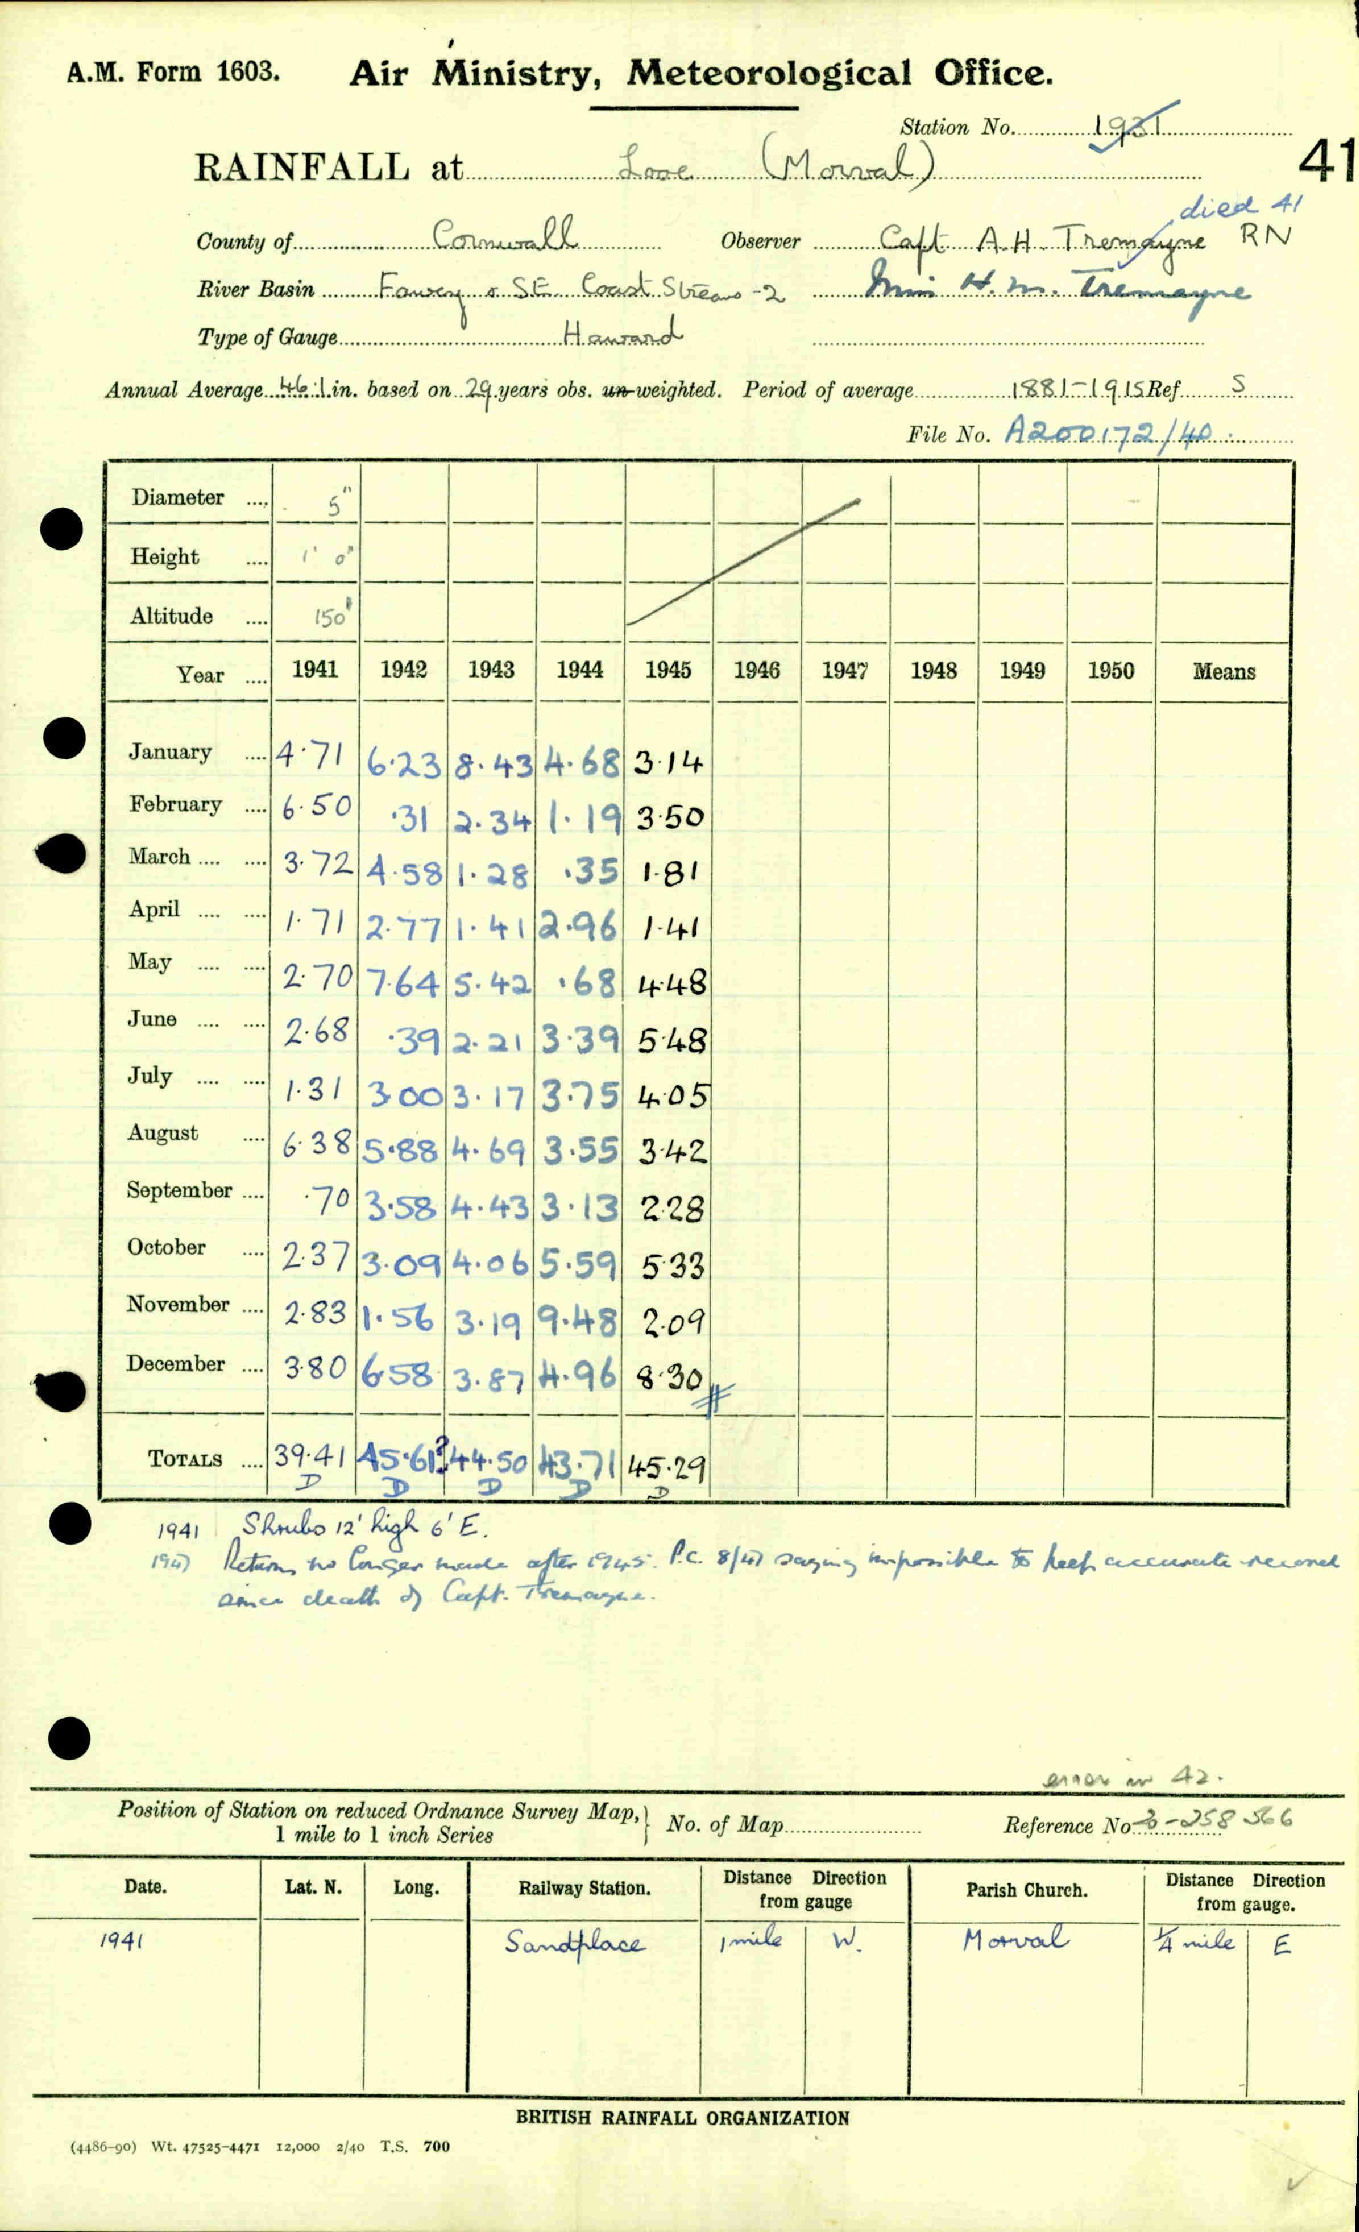 A.M. Form 1603. Air Ministry, Meteorological Office.
Station No. 1931
41
RAINFALL at Looe (Morval)
died 41
County of Cornwall Observer Capt. A.H. Tremayne RN
River Basin Fowey & SE Coast Streams -2 Miss H.M. Tremayne
Type of Gauge Howard
Annual Average 46.1 in. based on 29 years obs. un-weighted. Period of average 1881-1915 Ref. S
File No. A200172/40.
Diameter .... 5"
Height .... 1' 0"
Altitude .... 150'
Year .... 1941 1942 1943 1944 1945 1946 1947 1948 1949 1950 Means
January .... 4.71 6.23 8.43 4.68 3.14
February .... 6.50 .31 2.34 1.19 3.50
March .... .... 3.72 4.58 1.28 .35 1.81
April .... .... 1.71 2.77 1.41 2.96 1.41
May .... .... 2.70 7.64 5.42 .68 4.48
June .... .... 2.68 .39 2.21 3.39 5.48
July .... .... 1.31 3.00 3.17 3.75 4.05
August .... 6.38 5.88 4.69 3.55 3.42
September .... .70 3.58 4.43 3.13 2.28
October .... 2.37 3.09 4.06 5.59 5.33
November .... 2.83 1.56 3.19 9.48 2.09
December .... 3.80 6.58 3.87 4.96 8.30
TOTALS .... 39.41 45.61? 44.50 43.71 45.29
D D D D D
1941 Shrubs 12' high 6' E.
1947 Return no longer made after 1945. P.C. 8/47 saying impossible to keep accurate record
since death of Capt. Tremayne.
error in 42.
Position of Station on reduced Ordnance Survey Map, } No. of Map Reference No 20-258566
1 mile to 1 inch Series
Date. Lat. N. Long. Railway Station. Distance Direction from gauge Parish Church. Distance Direction from gauge.
1941 Sandplace 1 mile W. Morval 1/4 mile E
BRITISH RAINFALL ORGANIZATION
(4486-90) Wt. 47525-4471 12,000 2/40 T.S. 700